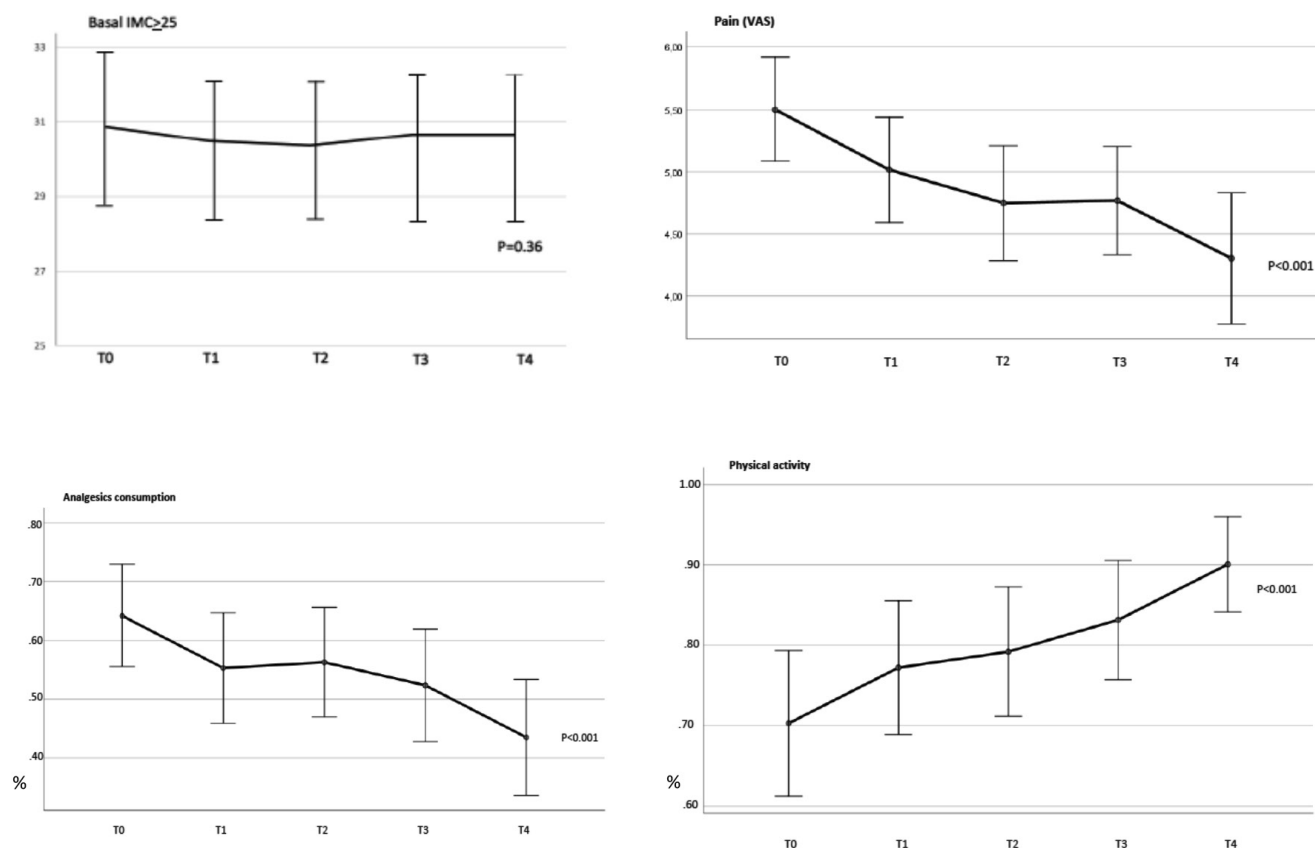 Basal IMC≥25
33
31
29
27
25
P=0.36
T0 T1 T2 T3 T4
Pain (VAS)
6,00
5,50
5,00
4,50
4,00
P<0.001
T0 T1 T2 T3 T4
Analgesics consumption
.80
.70
.60
.50
.40
%
P<0.001
T0 T1 T2 T3 T4
Physical activity
1.00
.90
.80
.70
.60
%
P<0.001
T0 T1 T2 T3 T4